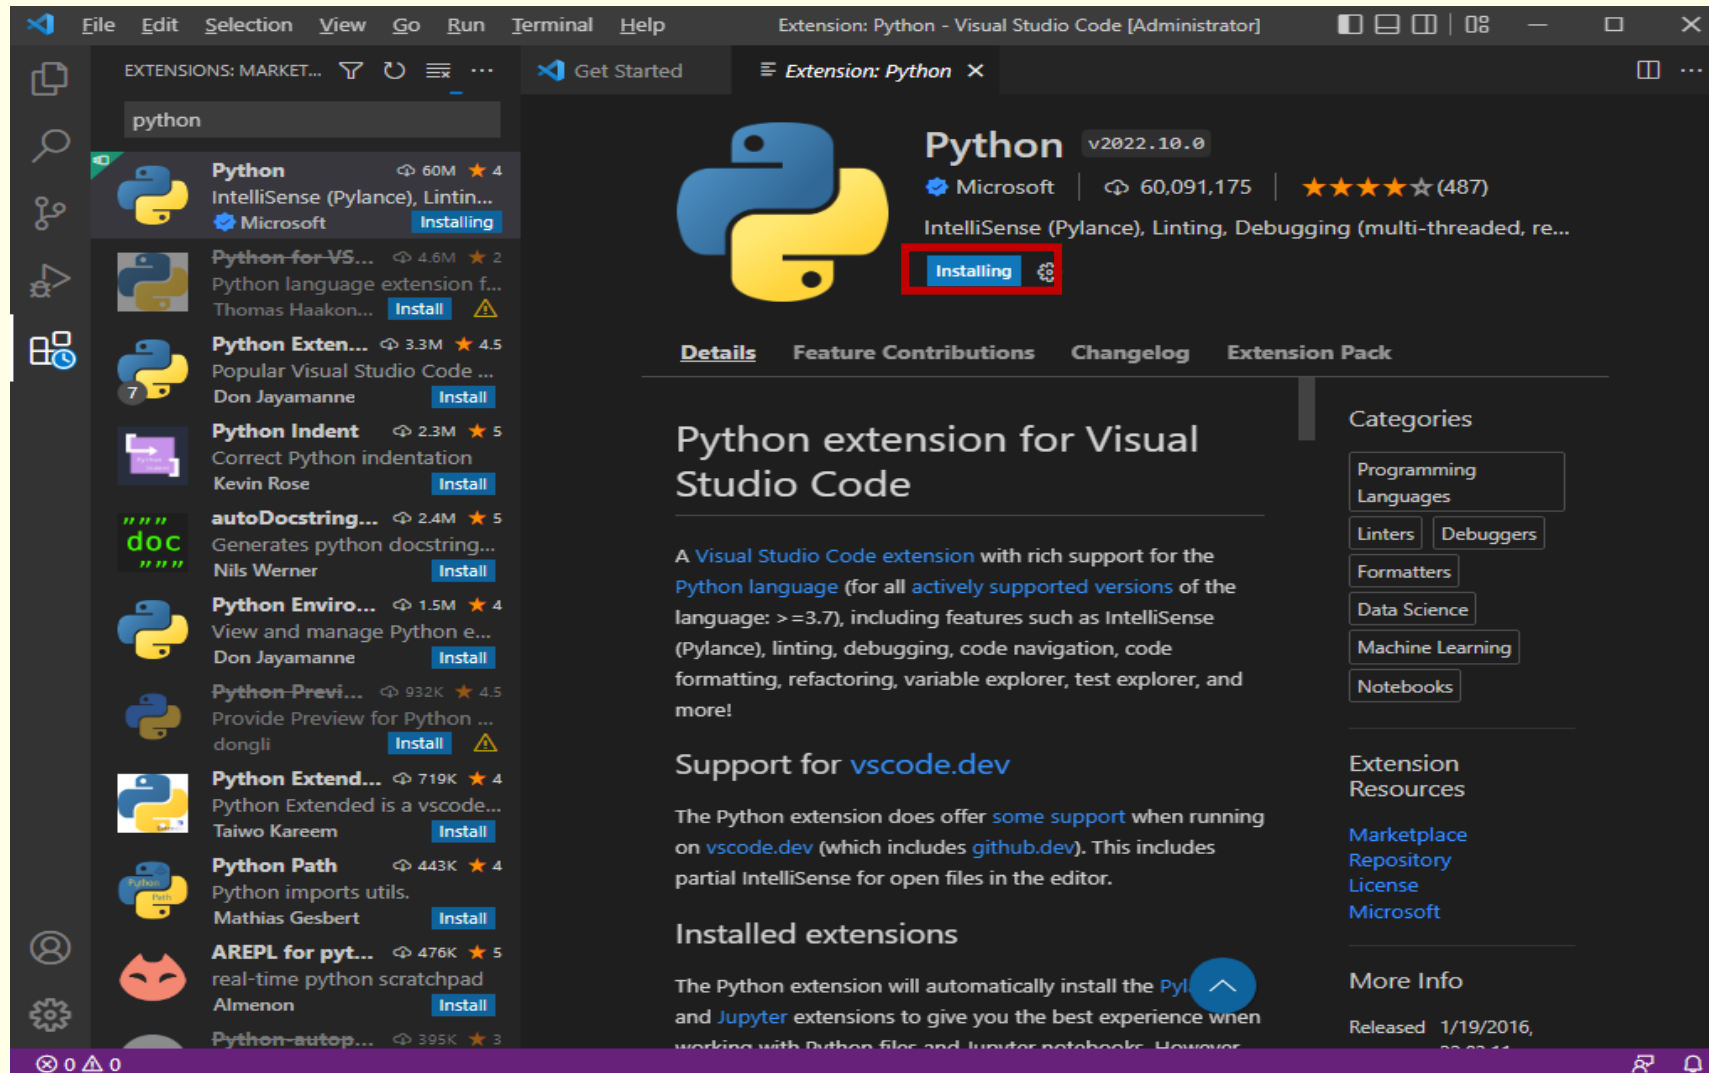 File Edit Selection View Go Run Terminal Help Extension: Python - Visual Studio Code [Administrator]
EXTENSIONS: MARKET...
Get Started
Extension: Python
python
Python 60M 4
IntelliSense (Pylance), Lintin...
Microsoft Installing
Python for VS... 4.6M 2
Python language extension f...
Thomas Haakon... Install
Python Exten... 3.3M 4.5
Popular Visual Studio Code ...
7
Don Jayamanne Install
Python Indent 2.3M 5
Correct Python indentation
Kevin Rose Install
""" doc """
autoDocstring... 2.4M 5
Generates python docstring...
Nils Werner Install
Python Enviro... 1.5M 4
View and manage Python e...
Don Jayamanne Install
Python Previ... 932K 4.5
Provide Preview for Python ...
dongli Install
Python Extend... 719K 4
Python Extended is a vscode...
Taiwo Kareem Install
Python Path 443K 4
Python imports utils.
Mathias Gesbert Install
AREPL for pyt... 476K 5
real-time python scratchpad
Almenon Install
Python-autop... 395K 3
Python v2022.10.0
Microsoft 60,091,175 (487)
IntelliSense (Pylance), Linting, Debugging (multi-threaded, re...
Installing
Details Feature Contributions Changelog Extension Pack
Python extension for Visual
Studio Code
A Visual Studio Code extension with rich support for the
Python language (for all actively supported versions of the
language: >=3.7), including features such as IntelliSense
(Pylance), linting, debugging, code navigation, code
formatting, refactoring, variable explorer, test explorer, and
more!
Support for vscode.dev
The Python extension does offer some support when running
on vscode.dev (which includes github.dev). This includes
partial IntelliSense for open files in the editor.
Installed extensions
The Python extension will automatically install the Pyl
and Jupyter extensions to give you the best experience when
working with Python files and Jupyter notebooks. However,
Categories
Programming
Languages
Linters Debuggers
Formatters
Data Science
Machine Learning
Notebooks
Extension
Resources
Marketplace
Repository
License
Microsoft
More Info
Released 1/19/2016,
0 0